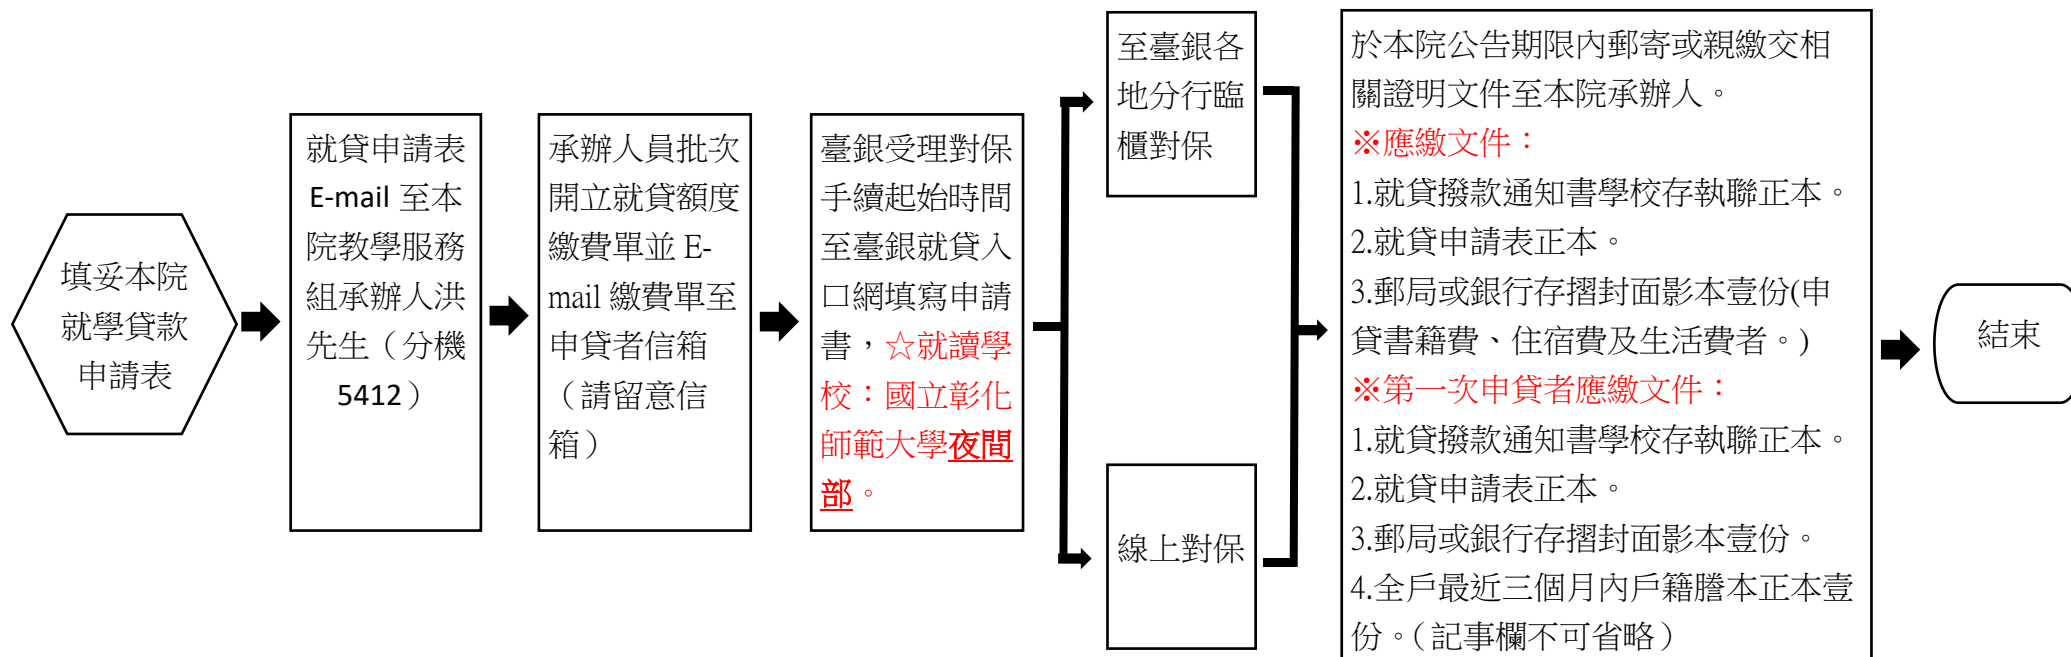 填妥本院
就學貸款
申請表
就貸申請表
E-mail 至本
院教學服務
組承辦人洪
先生（分機
5412）
承辦人員批次
開立就貸額度
繳費單並 E-
mail 繳費單至
申貸者信箱
（請留意信
箱）
臺銀受理對保
手續起始時間
至臺銀就貸入
口網填寫申請
書，☆就讀學
校：國立彰化
師範大學夜間
部。
至臺銀各
地分行臨
櫃對保
線上對保
於本院公告期限內郵寄或親繳交相
關證明文件至本院承辦人。
※應繳文件：
1.就貸撥款通知書學校存執聯正本。
2.就貸申請表正本。
3.郵局或銀行存摺封面影本壹份(申
貸書籍費、住宿費及生活費者。)
※第一次申貸者應繳文件：
1.就貸撥款通知書學校存執聯正本。
2.就貸申請表正本。
3.郵局或銀行存摺封面影本壹份。
4.全戶最近三個月內戶籍謄本正本壹
份。（記事欄不可省略）
結束